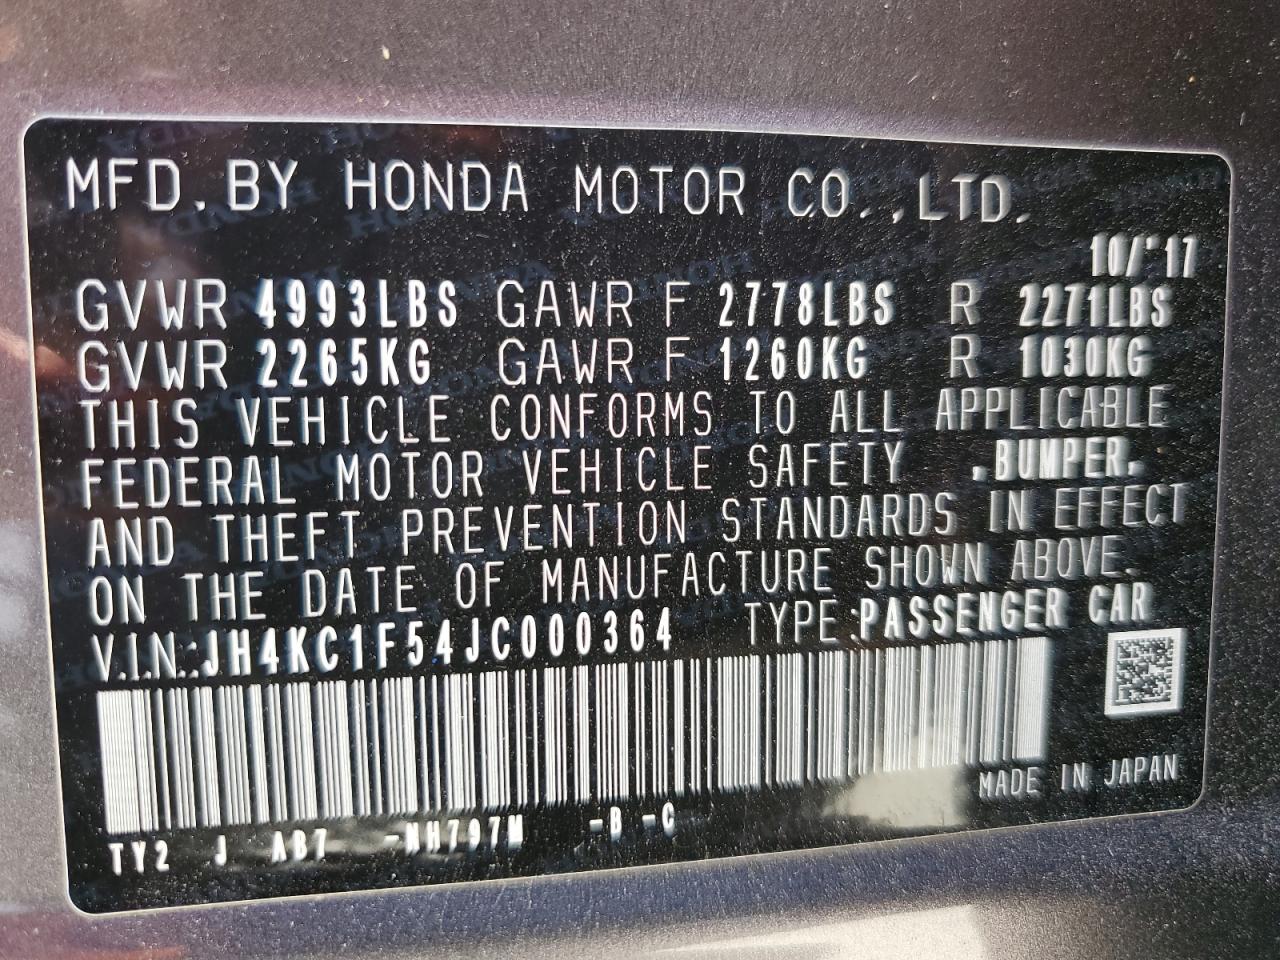 MFD. BY HONDA MOTOR CO., LTD.
10/'17
GVWR 4993LBS GAWR F 2778LBS R 2271LBS
GVWR 2265KG GAWR F 1260KG R 1030KG
THIS VEHICLE CONFORMS TO ALL APPLICABLE
FEDERAL MOTOR VEHICLE SAFETY ,BUMPER,
AND THEFT PREVENTION STANDARDS IN EFFECT
ON THE DATE OF MANUFACTURE SHOWN ABOVE.
V.I.N.:JH4KC1F54JC000364 TYPE:PASSENGER CAR
MADE IN JAPAN
TY2 J AB7 -NH797M -B -C